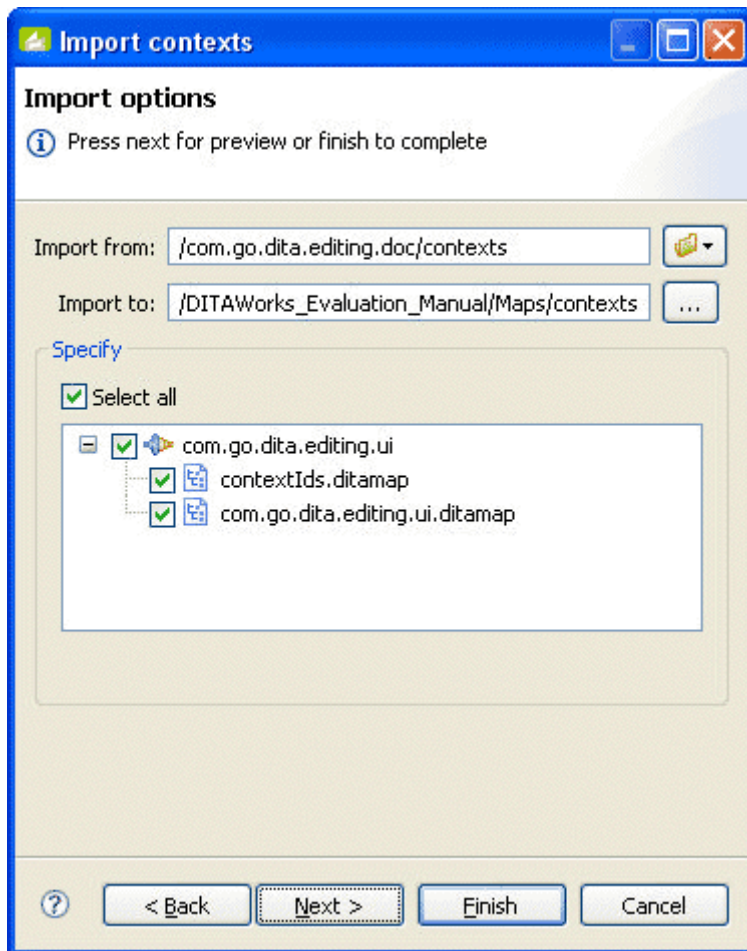 Import contexts
Import options
Press next for preview or finish to complete
Import from: /com.go.dita.editing.doc/contexts
Import to: /DITAWorks_Evaluation_Manual/Maps/contexts ...
Specify
Select all
com.go.dita.editing.ui
contextIds.ditamap
com.go.dita.editing.ui.ditamap
? < Back Next > Finish Cancel